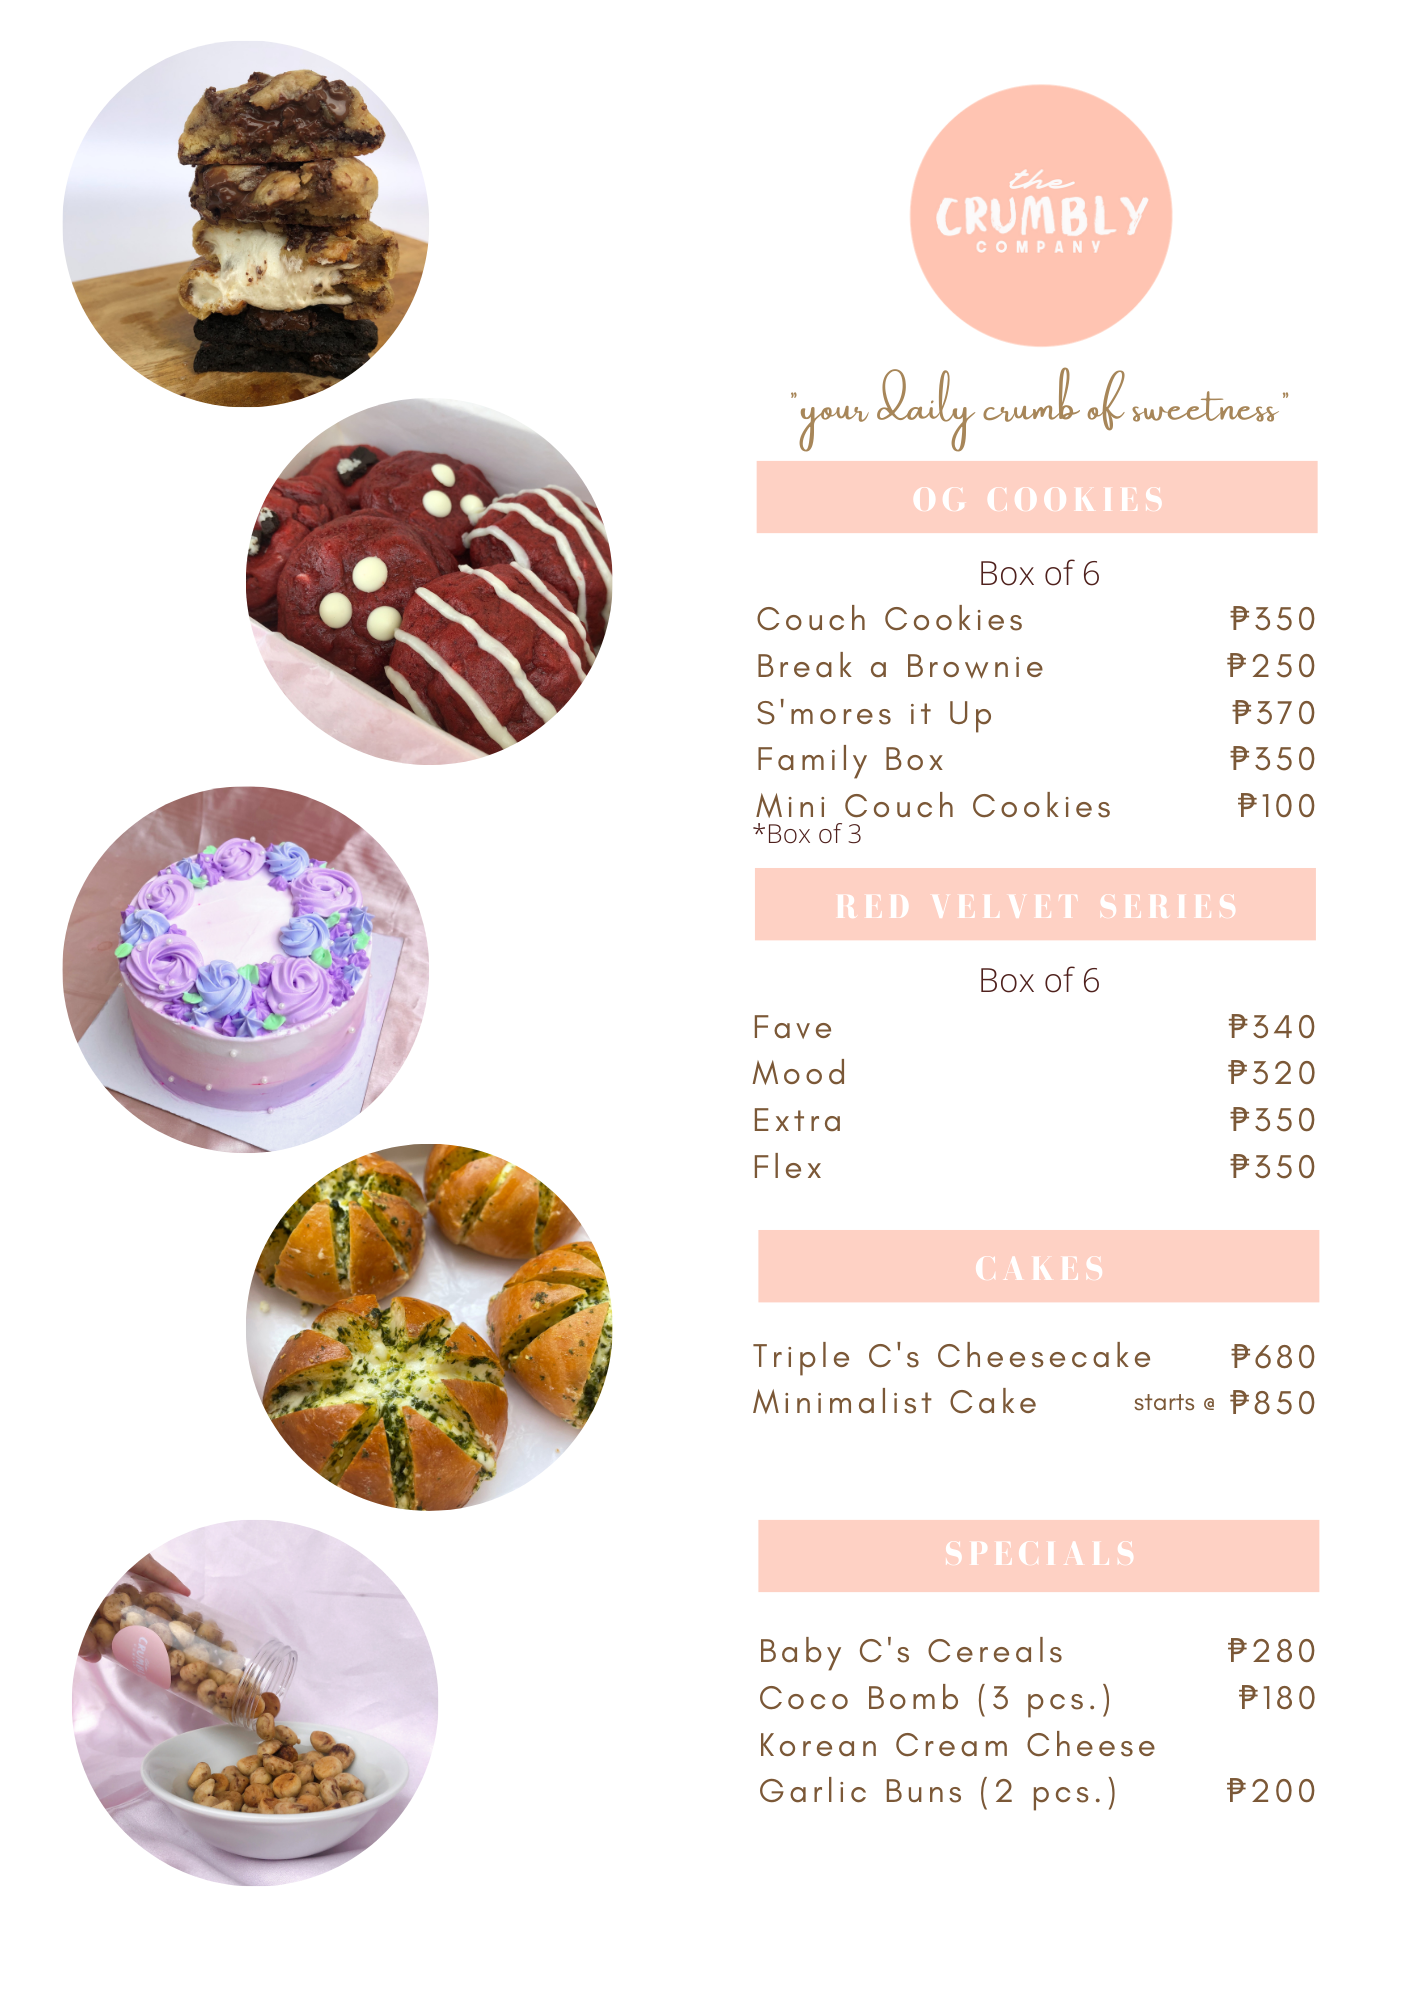 the
CRUMBLY
COMPANY
"your daily crumb of sweetness"
OG COOKIES
Box of 6
Couch Cookies ₱350
Break a Brownie ₱250
S'mores it Up ₱370
Family Box ₱350
Mini Couch Cookies ₱100
*Box of 3
RED VELVET SERIES
Box of 6
Fave ₱340
Mood ₱320
Extra ₱350
Flex ₱350
CAKES
Triple C's Cheesecake ₱680
Minimalist Cake starts @ ₱850
SPECIALS
Baby C's Cereals ₱280
Coco Bomb (3 pcs.) ₱180
Korean Cream Cheese
Garlic Buns (2 pcs.) ₱200